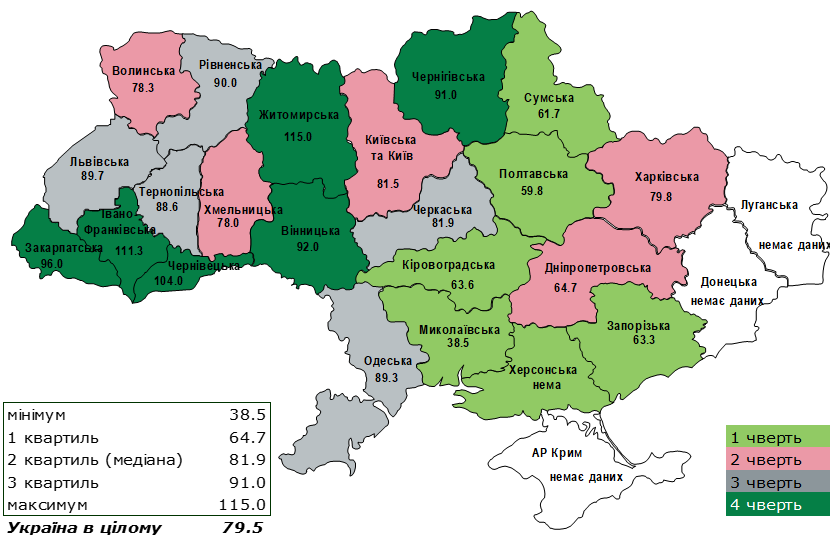 Волинська
78.3
Рівненська
90.0
Житомирська
115.0
Київська
та Київ
81.5
Чернігівська
91.0
Сумська
61.7
Львівська
89.7
Тернопільська
88.6
Хмельницька
78.0
Вінницька
92.0
Черкаська
81.9
Полтавська
59.8
Харківська
79.8
Луганська
немає даних
Івано
Франківське
111.3
Закарпатська
96.0
Чернівецька
104.0
Кіровоградська
63.6
Дніпропетровська
64.7
Донецька
немає даних
Миколаївська
38.5
Запорізька
63.3
Одеська
89.3
Херсонська
нема
АР Крим
немає даних
мінімум 38.5
1 квартиль 64.7
2 квартиль (медіана) 81.9
3 квартиль 91.0
максимум 115.0
Україна в цілому 79.5
1 чверть
2 чверть
3 чверть
4 чверть